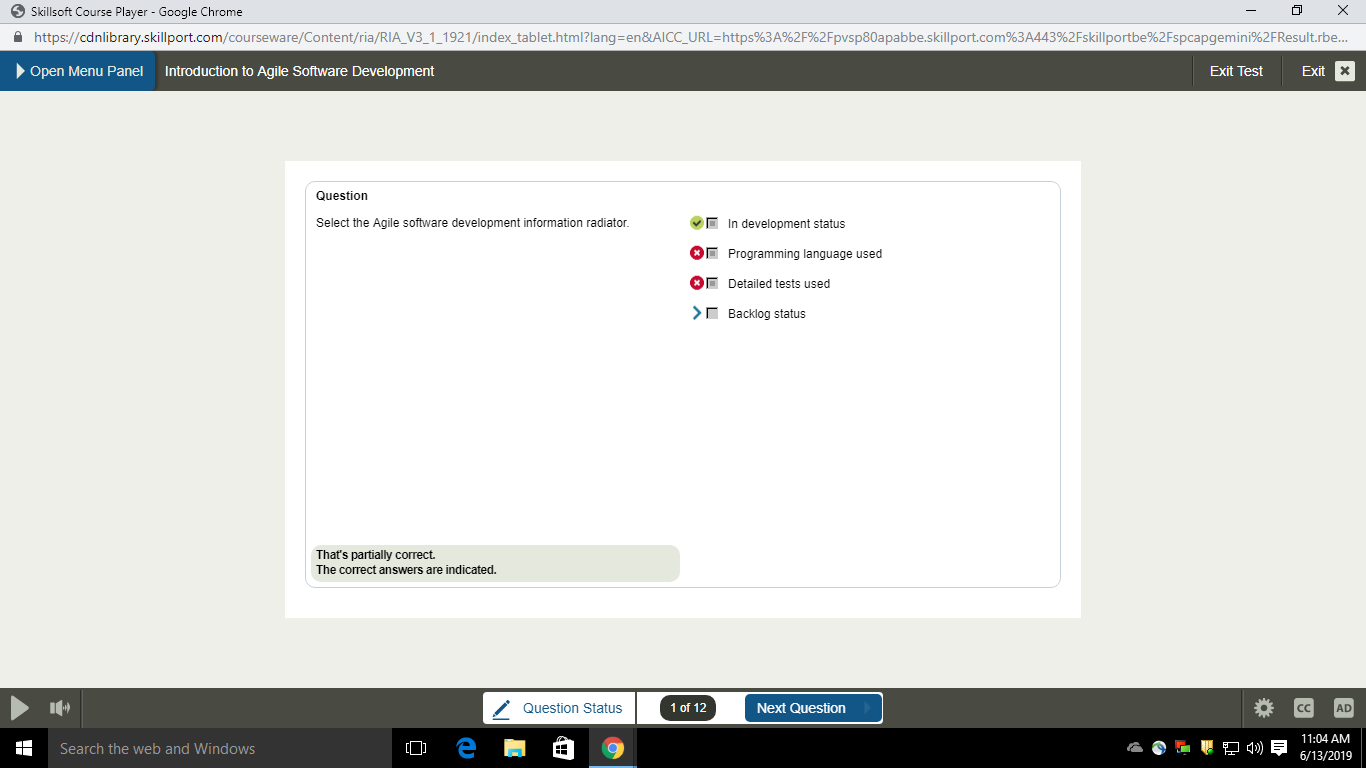 Skillsoft Course Player - Google Chrome
https://cdnlibrary.skillport.com/courseware/Content/ria/RIA_V3_1_1921/index_tablet.html?lang=en&AICC_URL=https%3A%2F%2Fpvsp80apabbe.skillport.com%3A443%2Fskillportbe%2Fspcapgemini%2FResult.rbe...
Open Menu Panel Introduction to Agile Software Development Exit Test Exit
Question
Select the Agile software development information radiator.
In development status
Programming language used
Detailed tests used
Backlog status
That's partially correct.
The correct answers are indicated.
Question Status 1 of 12 Next Question CC AD
Search the web and Windows
11:04 AM
6/13/2019